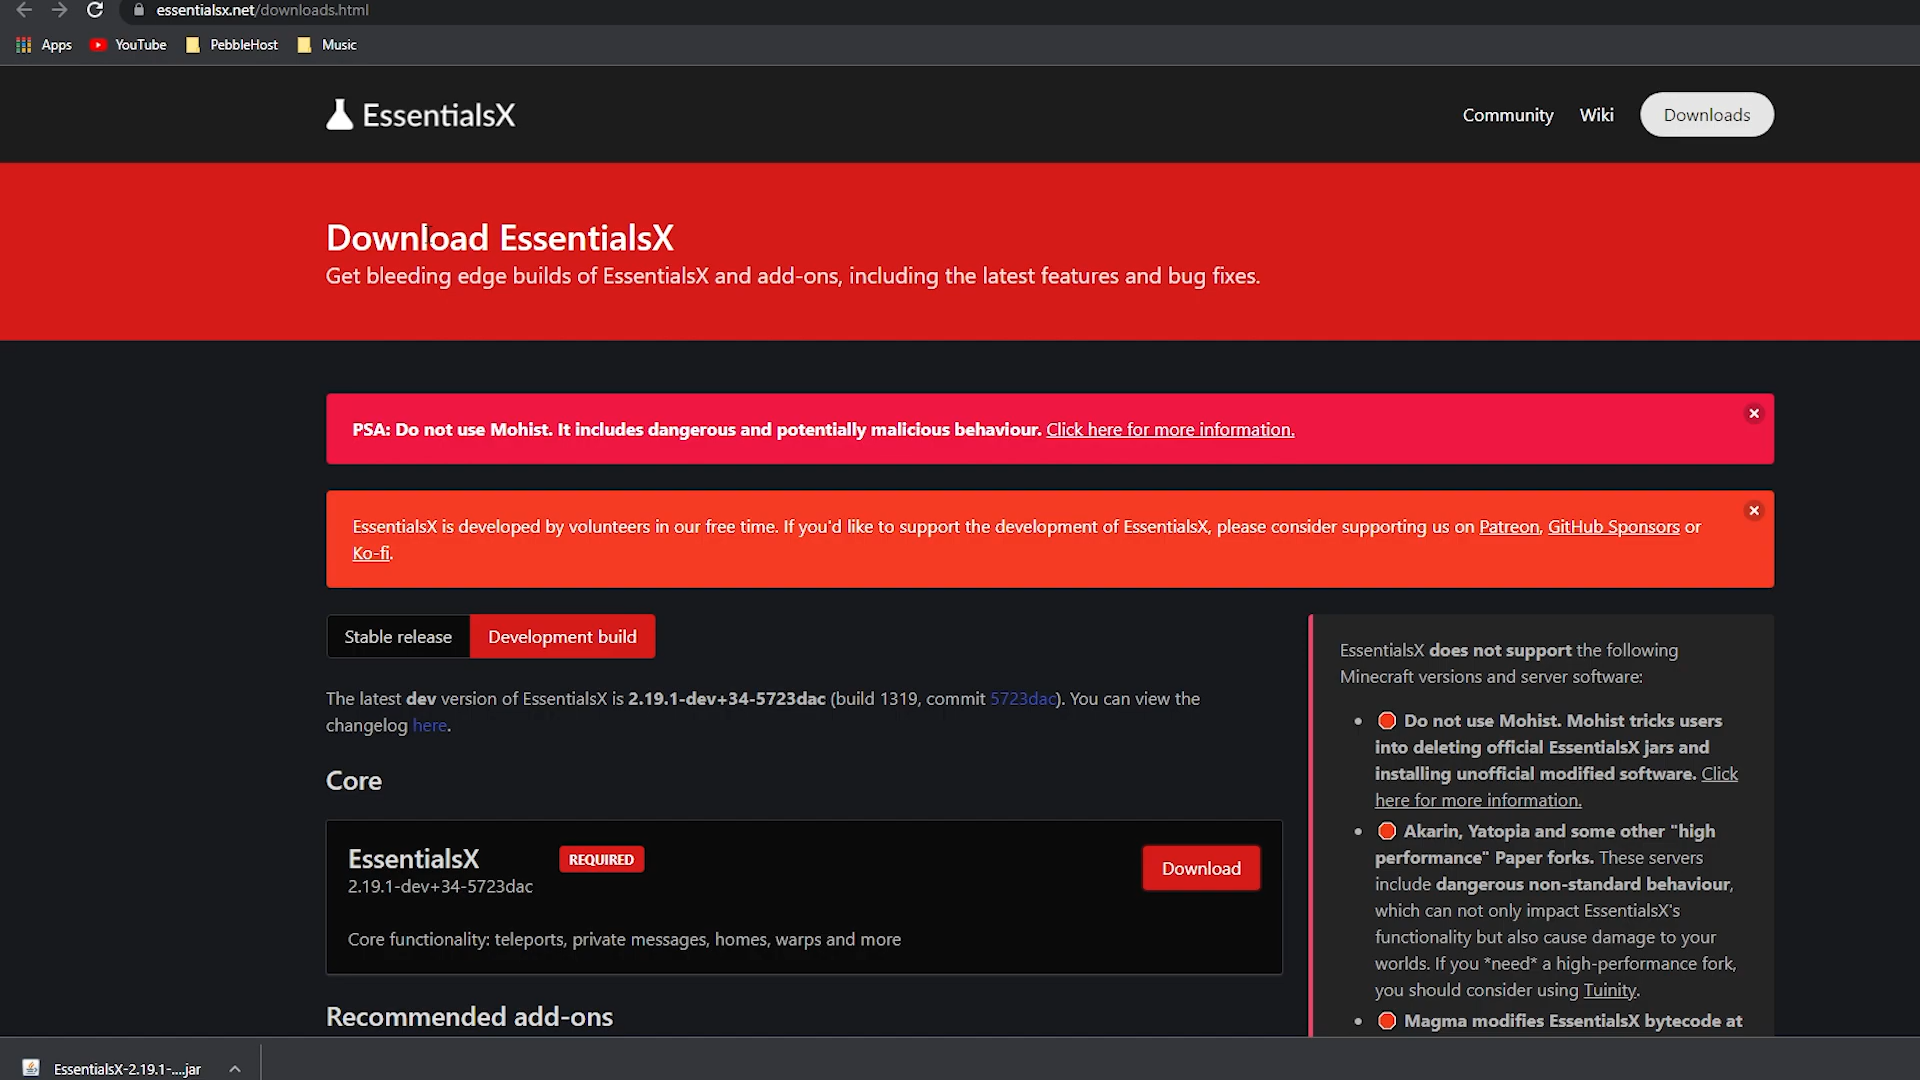 essentialsx.net/downloads.html
Apps
YouTube
PebbleHost
Music
EssentialsX
Community
Wiki
Downloads
Download EssentialsX
Get bleeding edge builds of EssentialsX and add-ons, including the latest features and bug fixes.
PSA: Do not use Mohist. It includes dangerous and potentially malicious behaviour. Click here for more information.
EssentialsX is developed by volunteers in our free time. If you'd like to support the development of EssentialsX, please consider supporting us on Patreon, GitHub Sponsors or
Ko-fi.
Stable release
Development build
The latest dev version of EssentialsX is 2.19.1-dev+34-5723dac (build 1319, commit 5723dac). You can view the
changelog here.
Core
EssentialsX
REQUIRED
2.19.1-dev+34-5723dac
Download
Core functionality: teleports, private messages, homes, warps and more
Recommended add-ons
EssentialsX does not support the following
Minecraft versions and server software:
Do not use Mohist. Mohist tricks users
into deleting official EssentialsX jars and
installing unofficial modified software. Click
here for more information.
Akarin, Yatopia and some other "high
performance" Paper forks. These servers
include dangerous non-standard behaviour,
which can not only impact EssentialsX's
functionality but also cause damage to your
worlds. If you *need* a high-performance fork,
you should consider using Tuinity.
Magma modifies EssentialsX bytecode at
EssentialsX-2.19.1-....jar